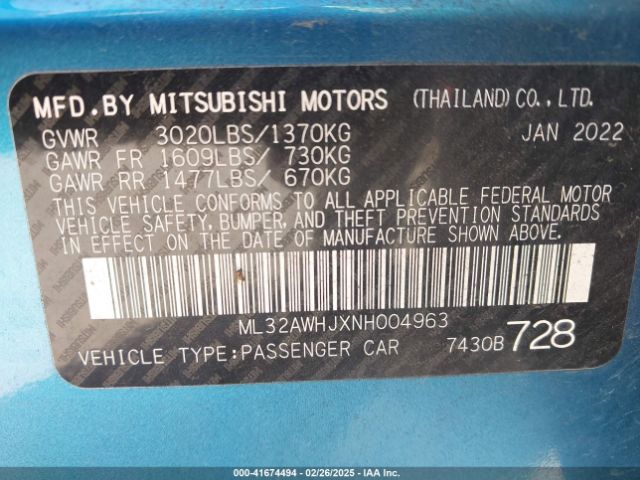 MFD.BY MITSUBISHI MOTORS (THAILAND) CO., LTD.
GVWR 3020LBS/1370KG JAN 2022
GAWR FR 1609LBS/ 730KG
GAWR RR 1477LBS/ 670KG
THIS VEHICLE CONFORMS TO ALL APPLICABLE FEDERAL MOTOR
VEHICLE SAFETY, BUMPER, AND THEFT PREVENTION STANDARDS
IN EFFECT ON THE DATE OF MANUFACTURE SHOWN ABOVE.
ML32AWHJXNH004963
VEHICLE TYPE:PASSENGER CAR 7430B 728
000-41674494 - 02/26/2025 - IAAI.COM